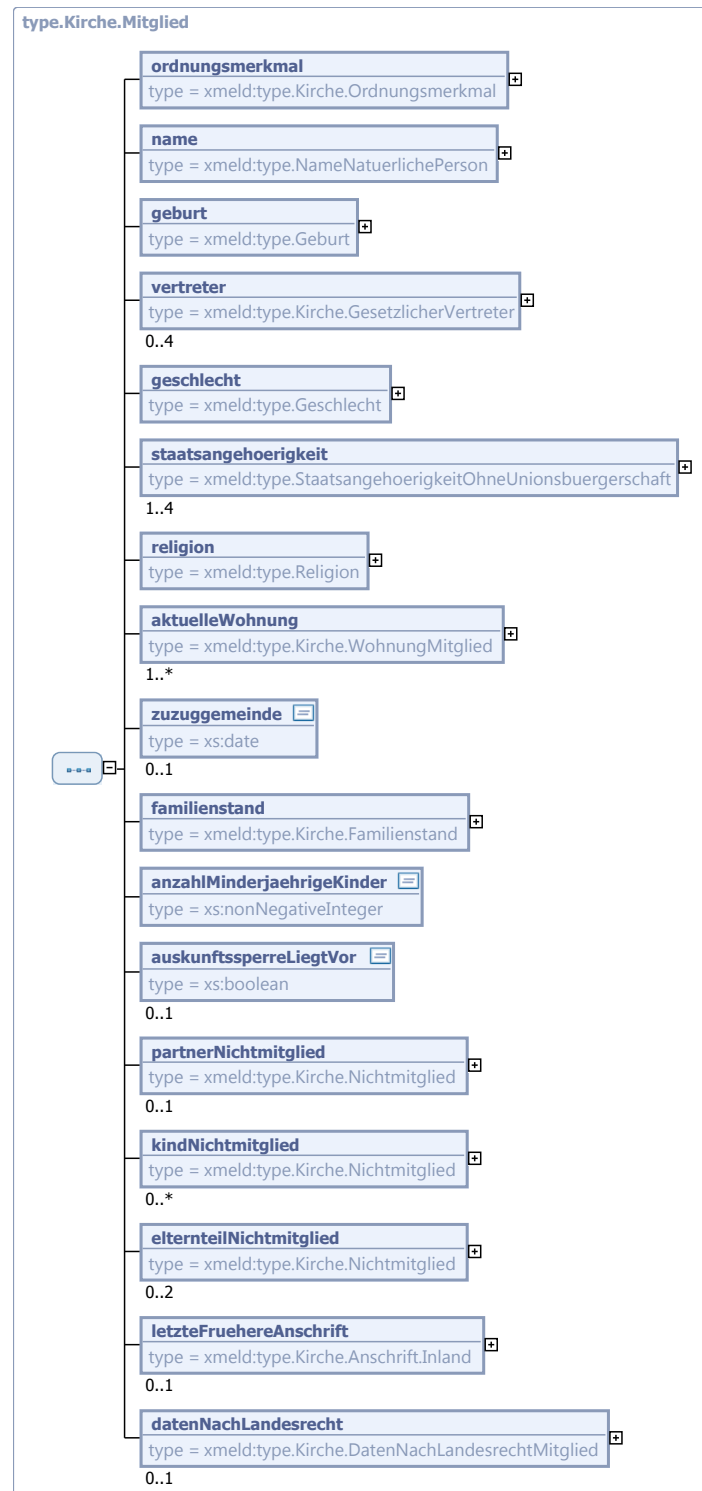 type.Kirche.Mitglied
ordnungsmerkmal
type = xmeld:type.Kirche.Ordnungsmerkmal
name
type = xmeld:type.NameNatuerlichePerson
geburt
type = xmeld:type.Geburt
vertreter
type = xmeld:type.Kirche.GesetzlicherVertreter
0..4
geschlecht
type = xmeld:type.Geschlecht
staatsangehoerigkeit
type = xmeld:type.StaatsangehoerigkeitOhneUnionsbuergerschaft
1..4
religion
type = xmeld:type.Religion
aktuelleWohnung
type = xmeld:type.Kirche.WohnungMitglied
1..*
zuzuggemeinde
type = xs:date
0..1
familienstand
type = xmeld:type.Kirche.Familienstand
anzahlMinderjaehrigeKinder
type = xs:nonNegativeInteger
auskunftssperreLiegtVor
type = xs:boolean
0..1
partnerNichtmitglied
type = xmeld:type.Kirche.Nichtmitglied
0..1
kindNichtmitglied
type = xmeld:type.Kirche.Nichtmitglied
0..*
elternteilNichtmitglied
type = xmeld:type.Kirche.Nichtmitglied
0..2
letzteFruehereAnschrift
type = xmeld:type.Kirche.Anschrift.Inland
0..1
datenNachLandesrecht
type = xmeld:type.Kirche.DatenNachLandesrechtMitglied
0..1